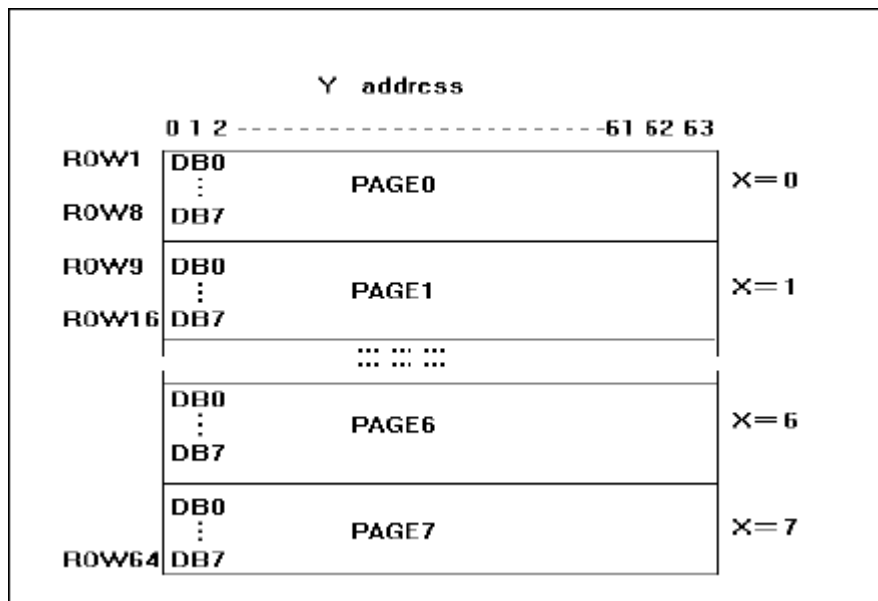 Y address
0 1 2 - - - - - - - - - - - - - - - - - - - - - - - -61 62 63
ROW1 DB0
PAGE0 X=0
ROW8 DB7
ROW9 DB0
PAGE1 X=1
ROW16 DB7
DB0
PAGE6 X=6
DB7
DB0
PAGE7 X=7
ROW64 DB7